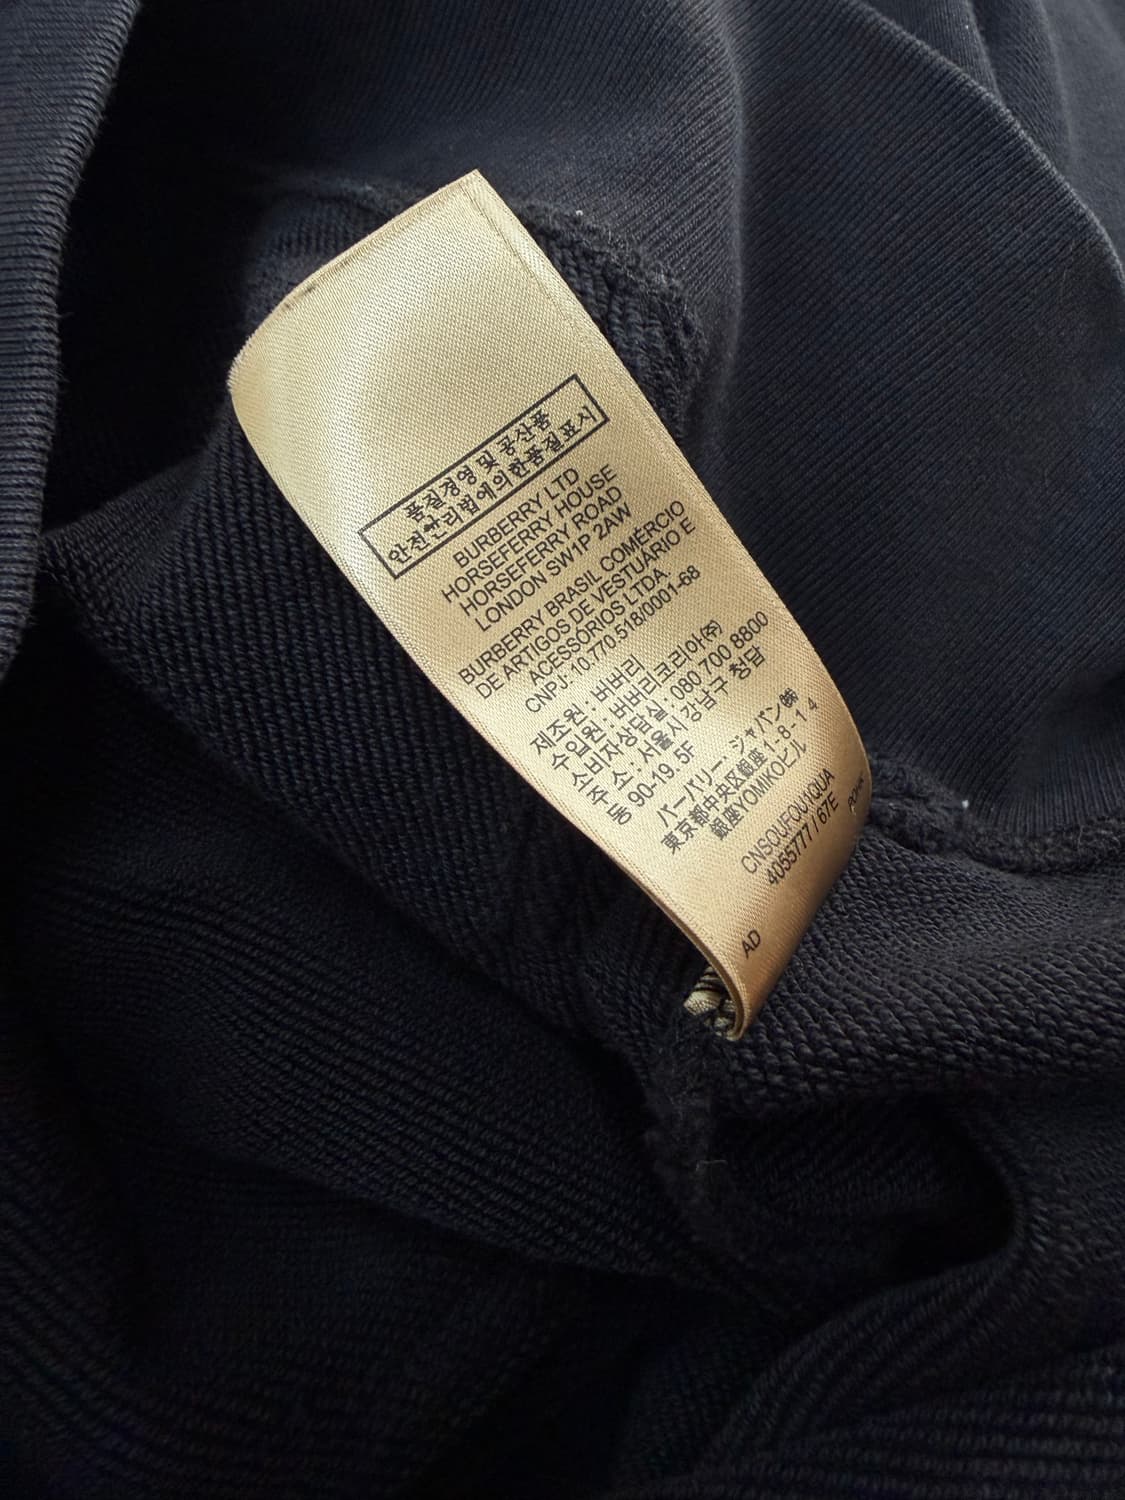 품질경영 및 공산품
안전관리법에의한품질표시
BURBERRY LTD
HORSEFERRY HOUSE
HORSEFERRY ROAD
LONDON SW1P 2AW
BURBERRY BRASIL COMÉRCIO
DE ARTIGOS DE VESTUÁRIO E
ACESSÓRIOS LTDA
CNPJ-10.770.518/0001-68
제조원 : 버버리
수입원 : 버버리코리아(주)
소비자상담실 : 080 700 8800
주 소 : 서울시 강남구 청담
동 90-19.5F
バーバリー・ジャパン㈱
東京都中央区銀座1-8-14
銀座YOMIKOビル
CNSOUFOU1QUA
4055777 / 67E
AD